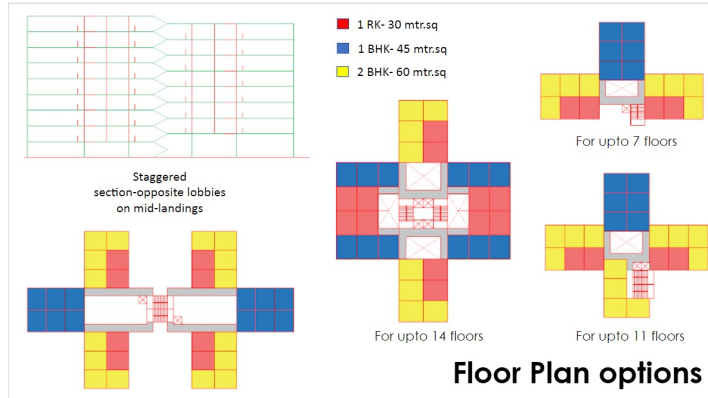 1 RK- 30 mtr.sq
1 BHK- 45 mtr.sq
2 BHK- 60 mtr.sq
For upto 7 floors
Staggered
section-opposite lobbies
on mid-landings
For upto 14 floors
For upto 11 floors
Floor Plan options